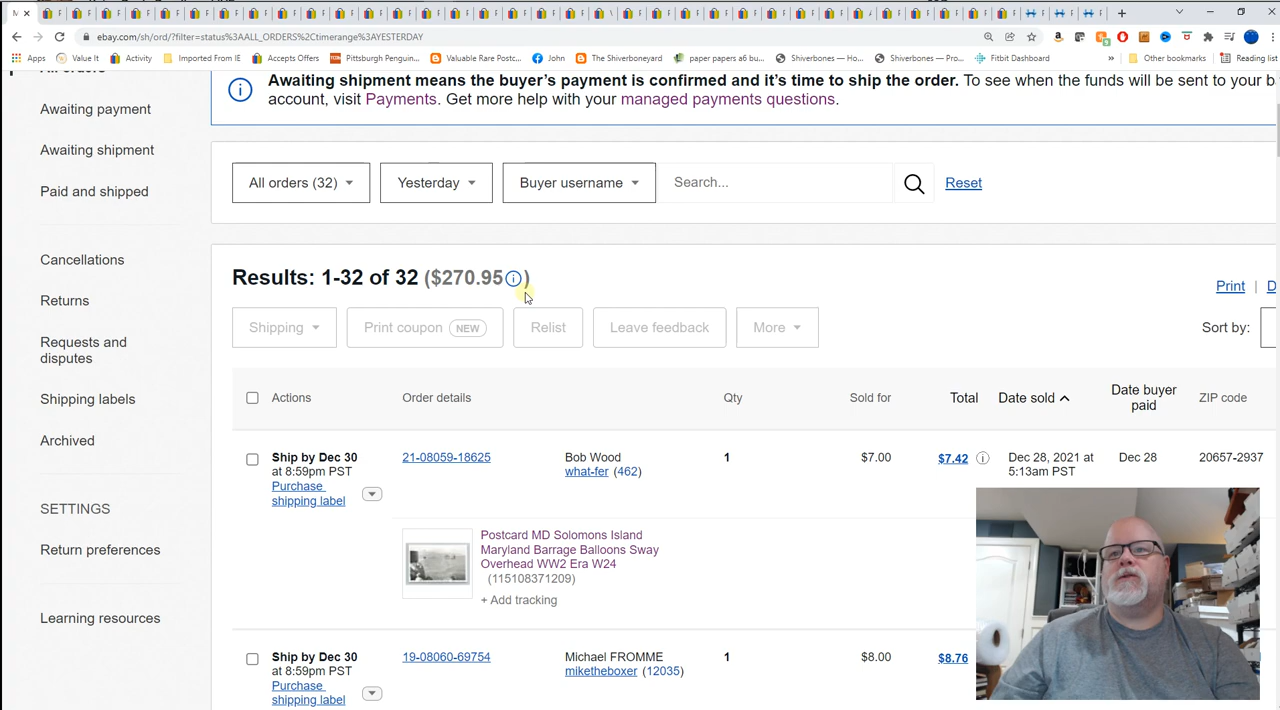 ebay.com/sh/ord/?filter=status%3AALL_ORDERS%2Ctimerange%3AYESTERDAY
Apps Value It Activity Imported From IE Accepts Offers Pittsburgh Penguin... Valuable Rare Postc... John The Shiverboneyard paper papers a6 bu... Shiverbones — Ho... Shiverbones — Pro... Fitbit Dashboard » Other bookmarks Reading list
Awaiting payment
Awaiting shipment
Paid and shipped
Cancellations
Returns
Requests and
disputes
Shipping labels
Archived
SETTINGS
Return preferences
Learning resources
Awaiting shipment means the buyer's payment is confirmed and it's time to ship the order. To see when the funds will be sent to your b
account, visit Payments. Get more help with your managed payments questions.
All orders (32) Yesterday Buyer username Search... Reset
Results: 1-32 of 32 ($270.95)
Print | D
Shipping Print coupon NEW Relist Leave feedback More Sort by:
Actions Order details Qty Sold for Total Date sold Date buyer
paid ZIP code
Ship by Dec 30
at 8:59pm PST
Purchase
shipping label
21-08059-18625
Bob Wood
what-fer (462)
1
$7.00
$7.42
Dec 28, 2021 at
5:13am PST
Dec 28
20657-2937
Postcard MD Solomons Island
Maryland Barrage Balloons Sway
Overhead WW2 Era W24
(115108371209)
+ Add tracking
Ship by Dec 30
at 8:59pm PST
Purchase
shipping label
19-08060-69754
Michael FROMME
miketheboxer (12035)
1
$8.00
$8.76